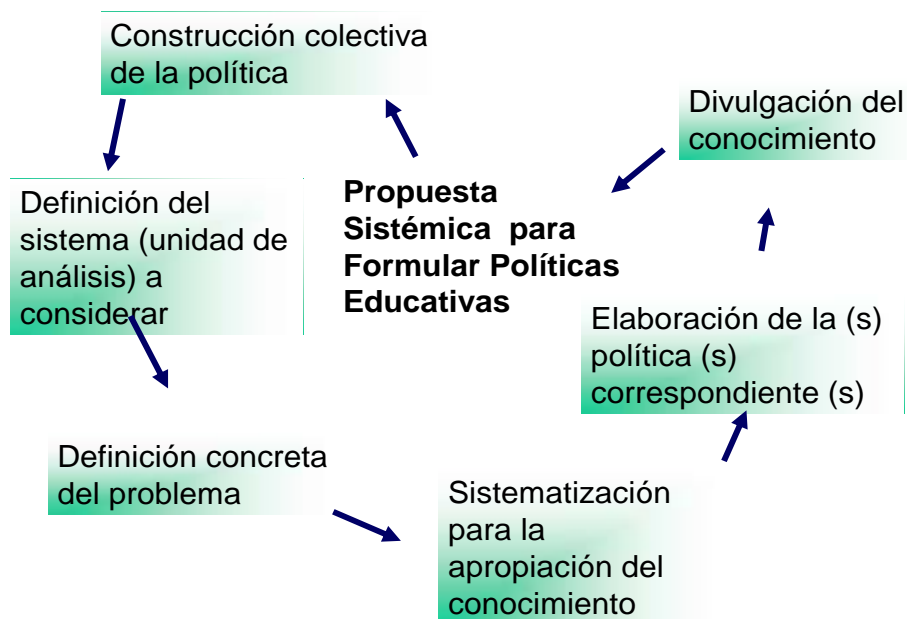 Construcción colectiva
de la política
Divulgación del
conocimiento
Propuesta
Sistémica para
Formular Políticas
Educativas
Definición del
sistema (unidad de
análisis) a
considerar
Elaboración de la (s)
política (s)
correspondiente (s)
Definición concreta
del problema
Sistematización
para la
apropiación del
conocimiento